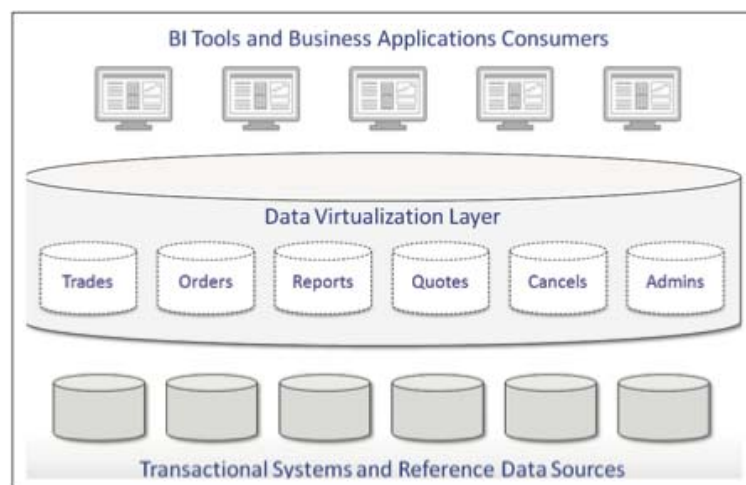 BI Tools and Business Applications Consumers
Data Virtualization Layer
Trades Orders Reports Quotes Cancels Admins
Transactional Systems and Reference Data Sources